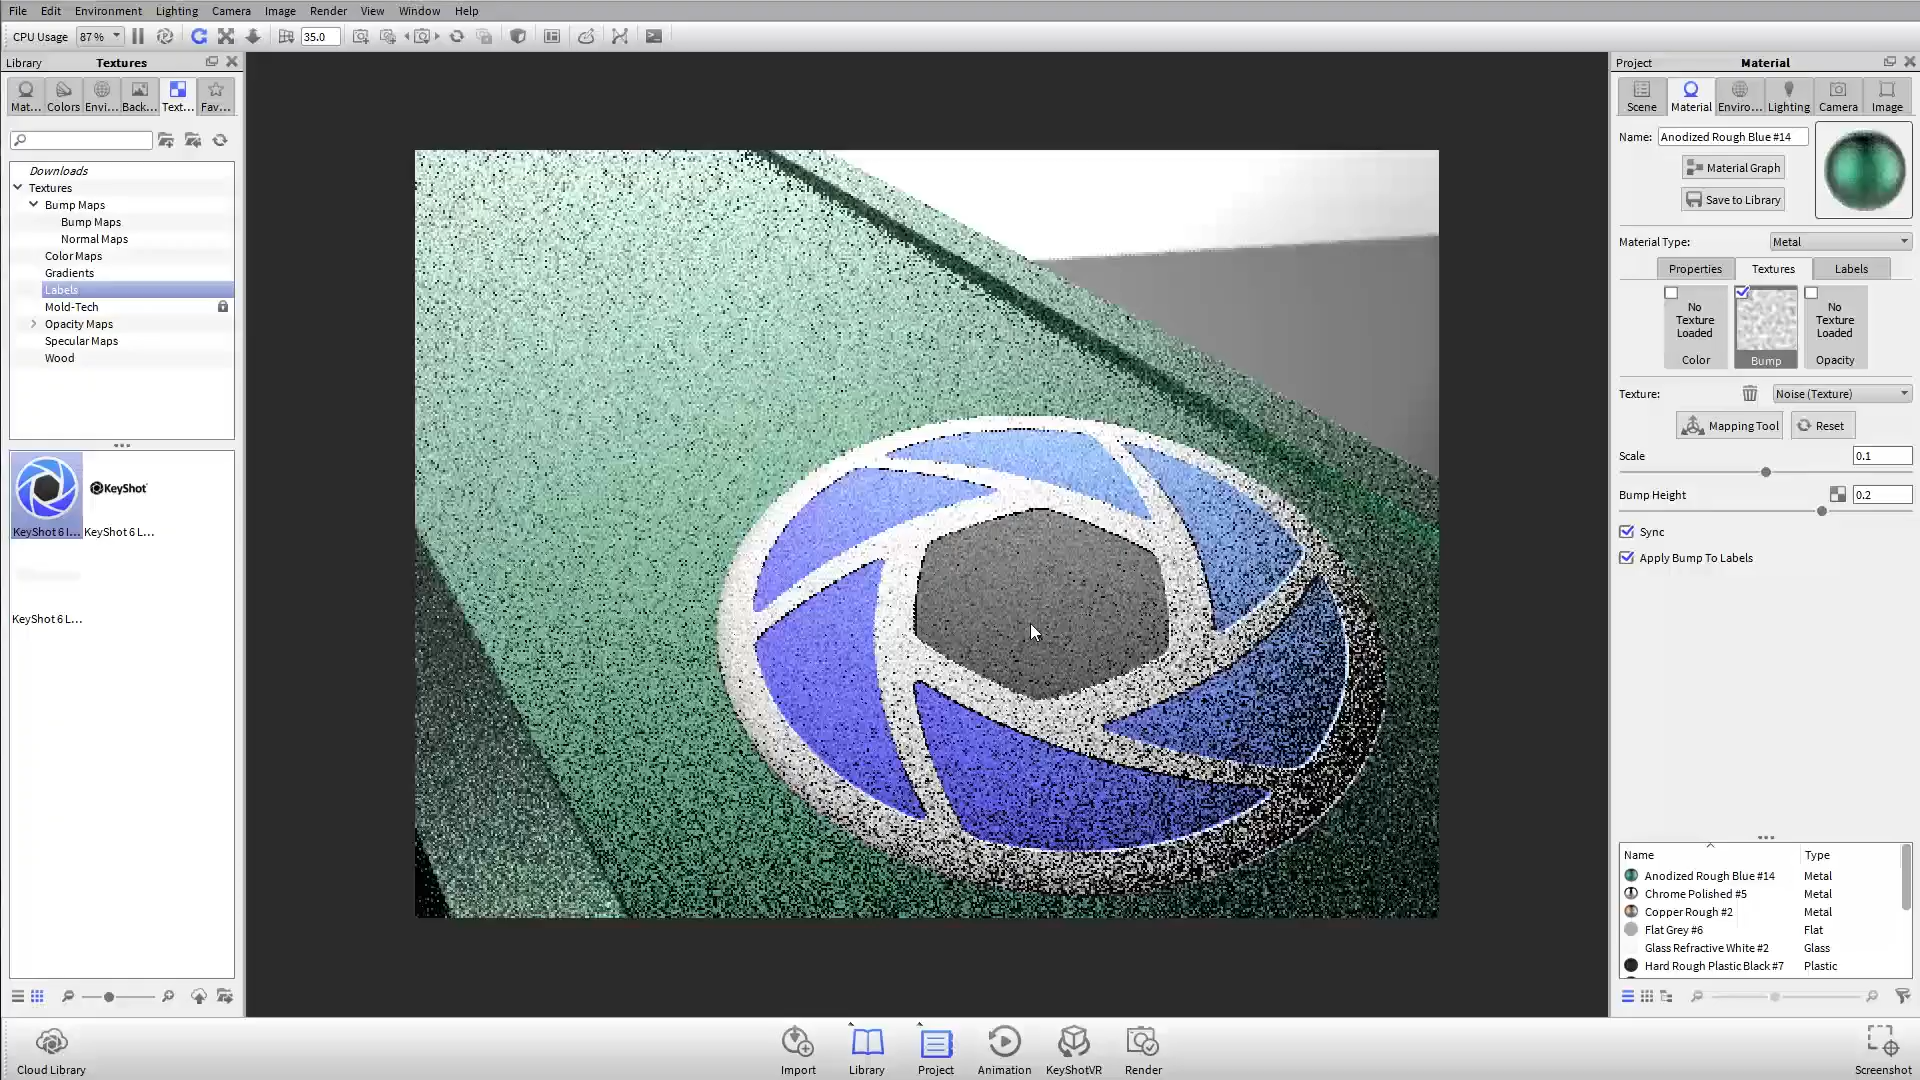 File Edit Environment Lighting Camera Image Render View Window Help
CPU Usage 87 % 35.0
Library Textures
Mat... Colors Envi... Back... Text... Fav...
Downloads
Textures
Bump Maps
Bump Maps
Normal Maps
Color Maps
Gradients
Labels
Mold-Tech
Opacity Maps
Specular Maps
Wood
KeyShot
KeyShot 6 l... KeyShot 6 L...
KeyShot 6 L...
Project Material
Scene Material Enviro... Lighting Camera Image
Name: Anodized Rough Blue #14
Material Graph
Save to Library
Material Type: Metal
Properties Textures Labels
No Texture Loaded Color
Bump
No Texture Loaded Opacity
Texture: Noise (Texture)
Mapping Tool Reset
Scale 0.1
Bump Height 0.2
Sync
Apply Bump To Labels
Name Type
Anodized Rough Blue #14 Metal
Chrome Polished #5 Metal
Copper Rough #2 Metal
Flat Grey #6 Flat
Glass Refractive White #2 Glass
Hard Rough Plastic Black #7 Plastic
Cloud Library Import Library Project Animation KeyShotVR Render Screenshot